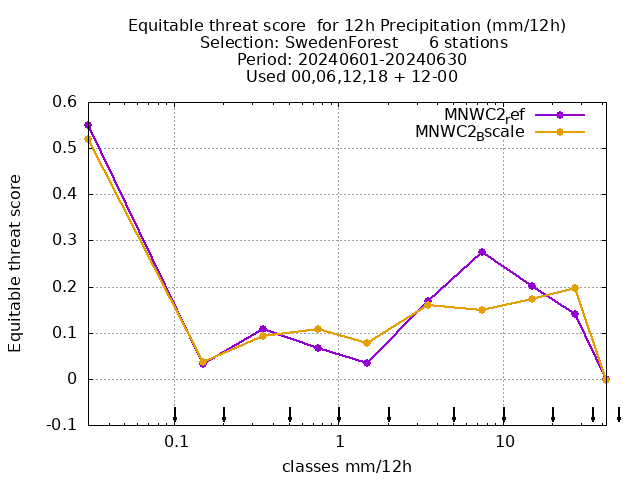 Equitable threat score  for 12h Precipitation (mm/12h)
Selection: SwedenForest      6 stations
Period: 20240601-20240630
Used 00,06,12,18 + 12-00
MNWC2ref
MNWC2Bscale
Equitable threat score
0.6
0.5
0.4
0.3
0.2
0.1
0
-0.1
0.1
1
10
classes mm/12h